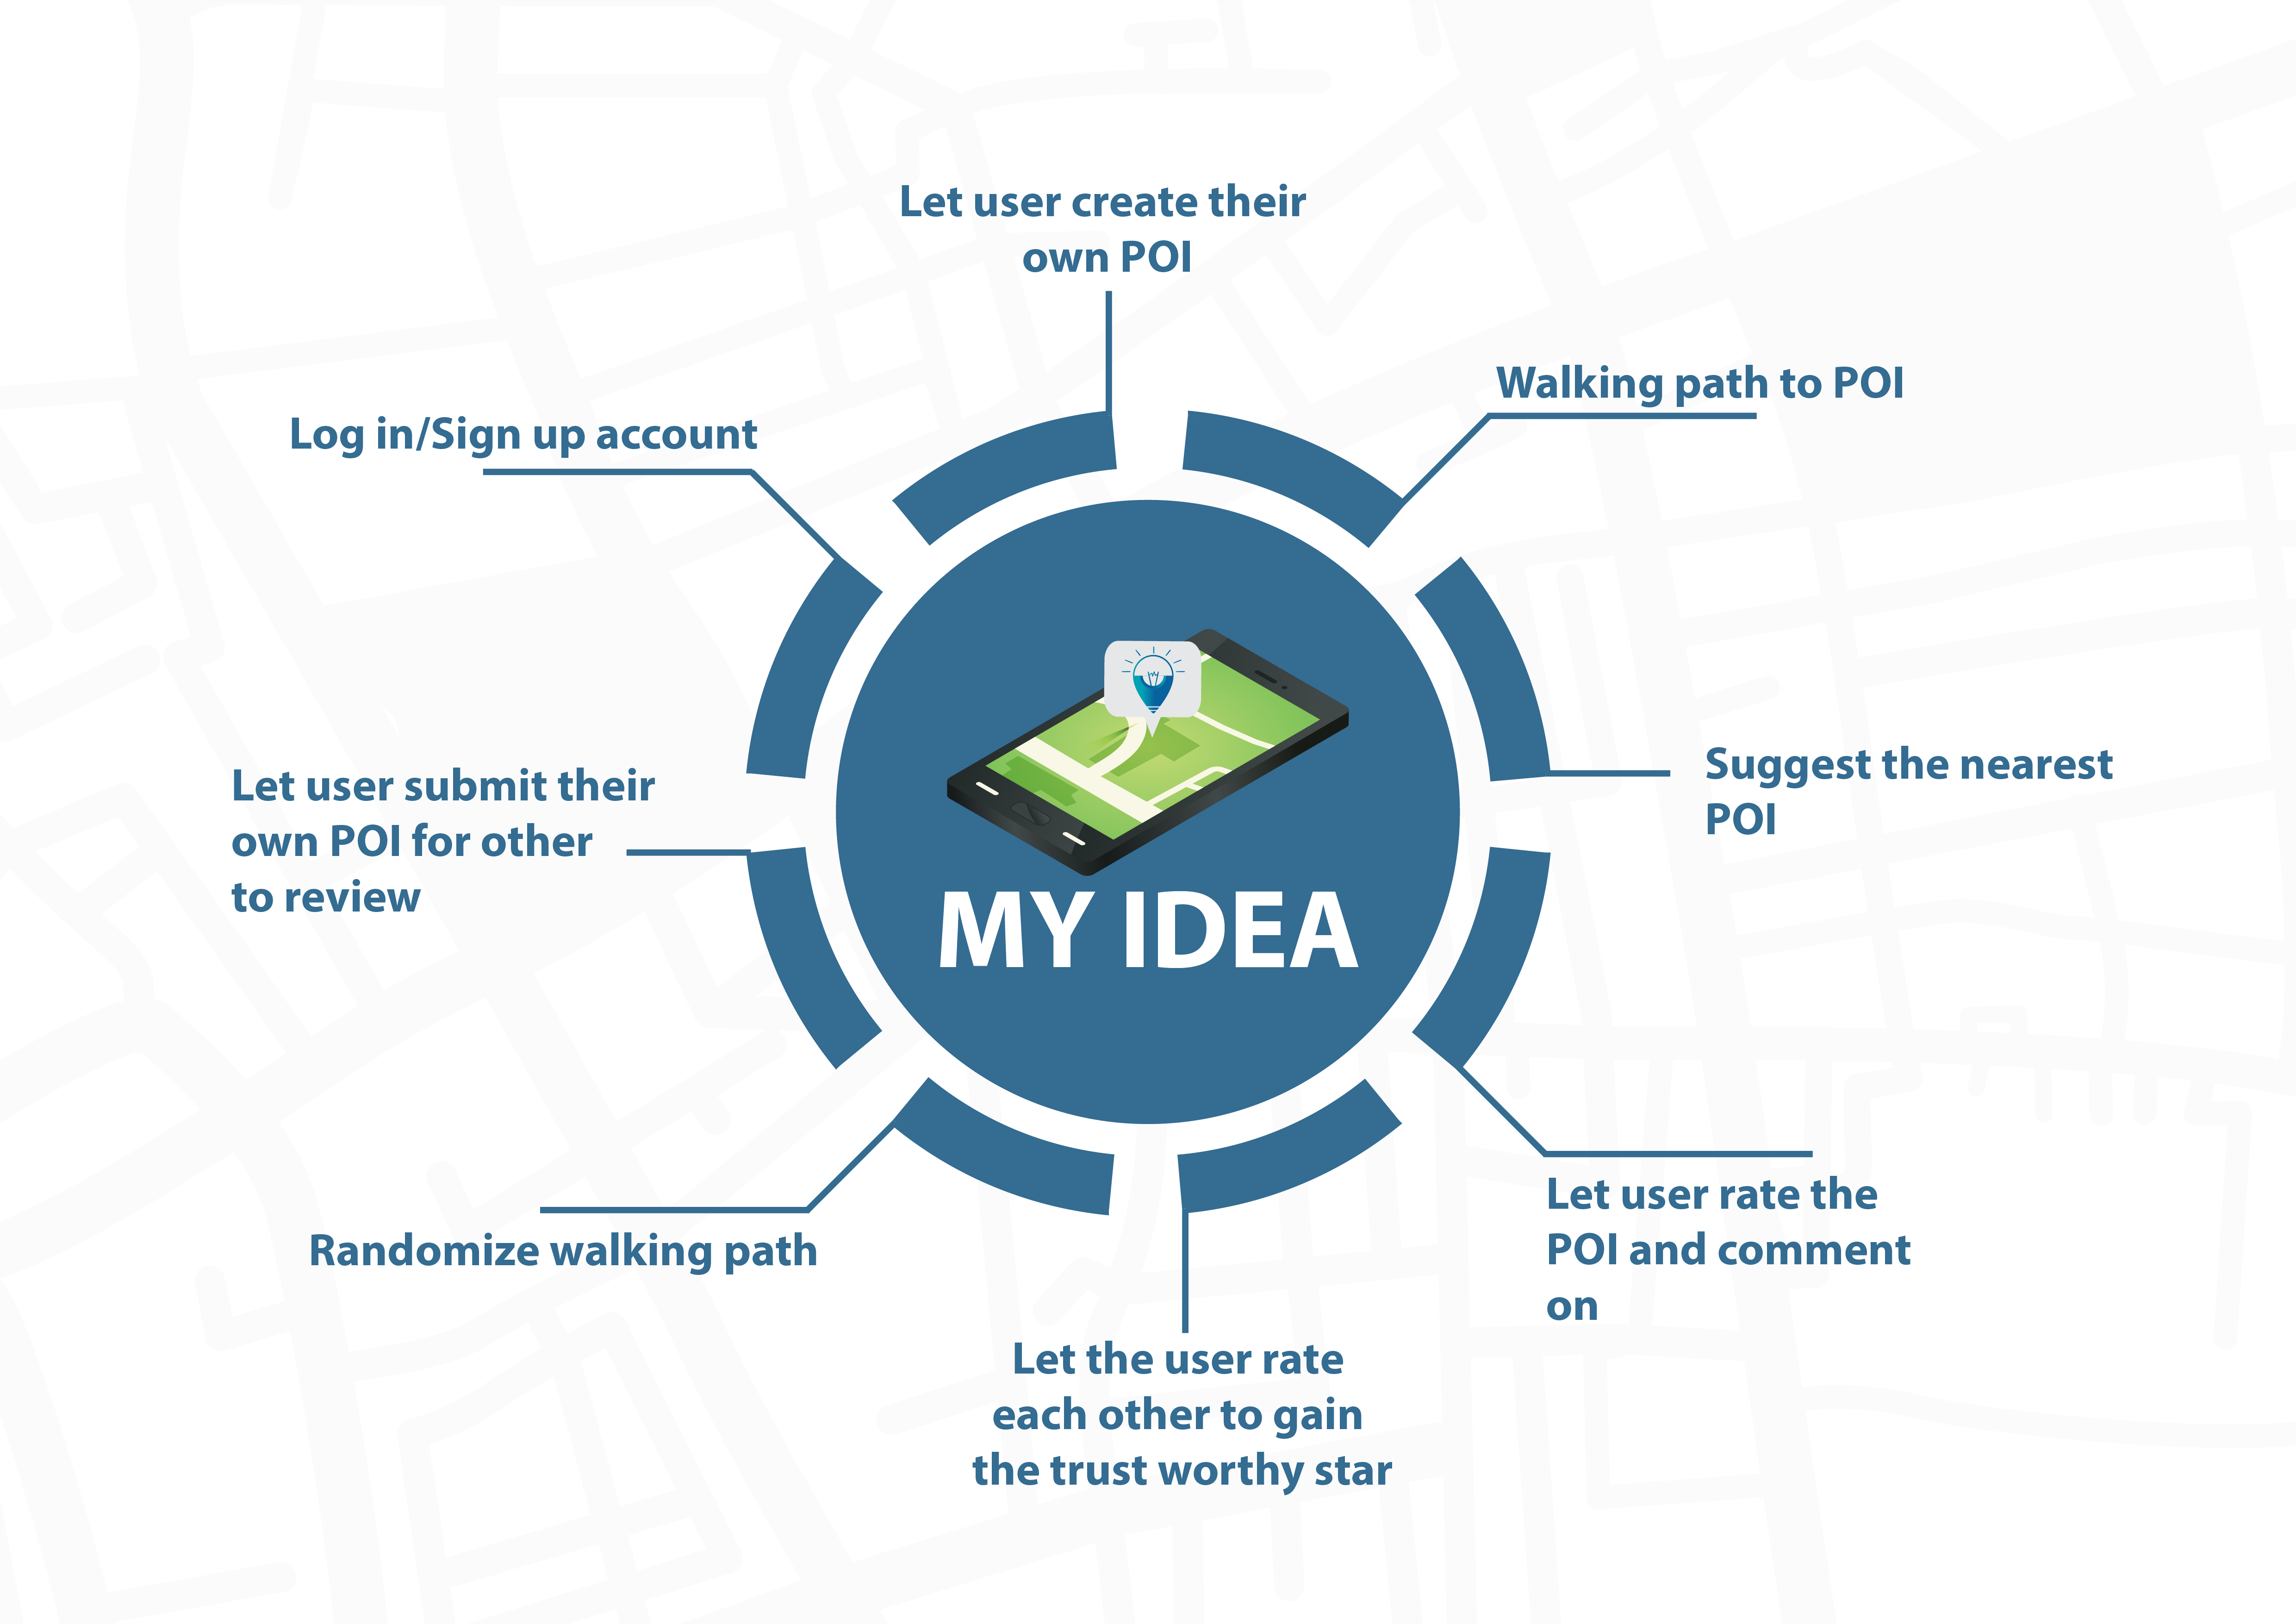 Let user create their
own POI
Walking path to POI
Log in/Sign up account
Suggest the nearest
POI
Let user submit their
own POI for other
to review
MY IDEA
Let user rate the
POI and comment
on
Randomize walking path
Let the user rate
each other to gain
the trust worthy star